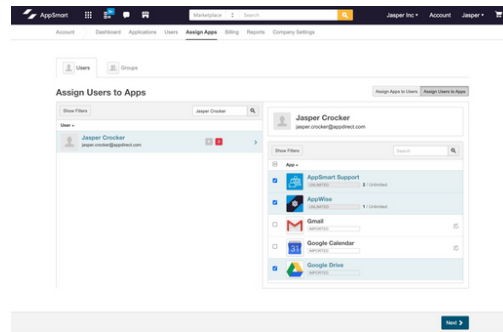 AppSmart
Marketplace
Search
Jasper Inc
Account
Jasper
Account
Dashboard
Applications
Users
Assign Apps
Billing
Reports
Company Settings
Users
Groups
Assign Users to Apps
Assign Apps to Users
Assign Users to Apps
Show Filters
Jasper Crocker
User
Jasper Crocker
jasper.crocker@appdirect.com
Jasper Crocker
jasper.crocker@appdirect.com
Show Filters
Search
App
AppSmart Support
UNLIMITED
2 / Unlimited
AppWise
UNLIMITED
1 / Unlimited
Gmail
IMPORTED
Google Calendar
IMPORTED
Google Drive
IMPORTED
Next